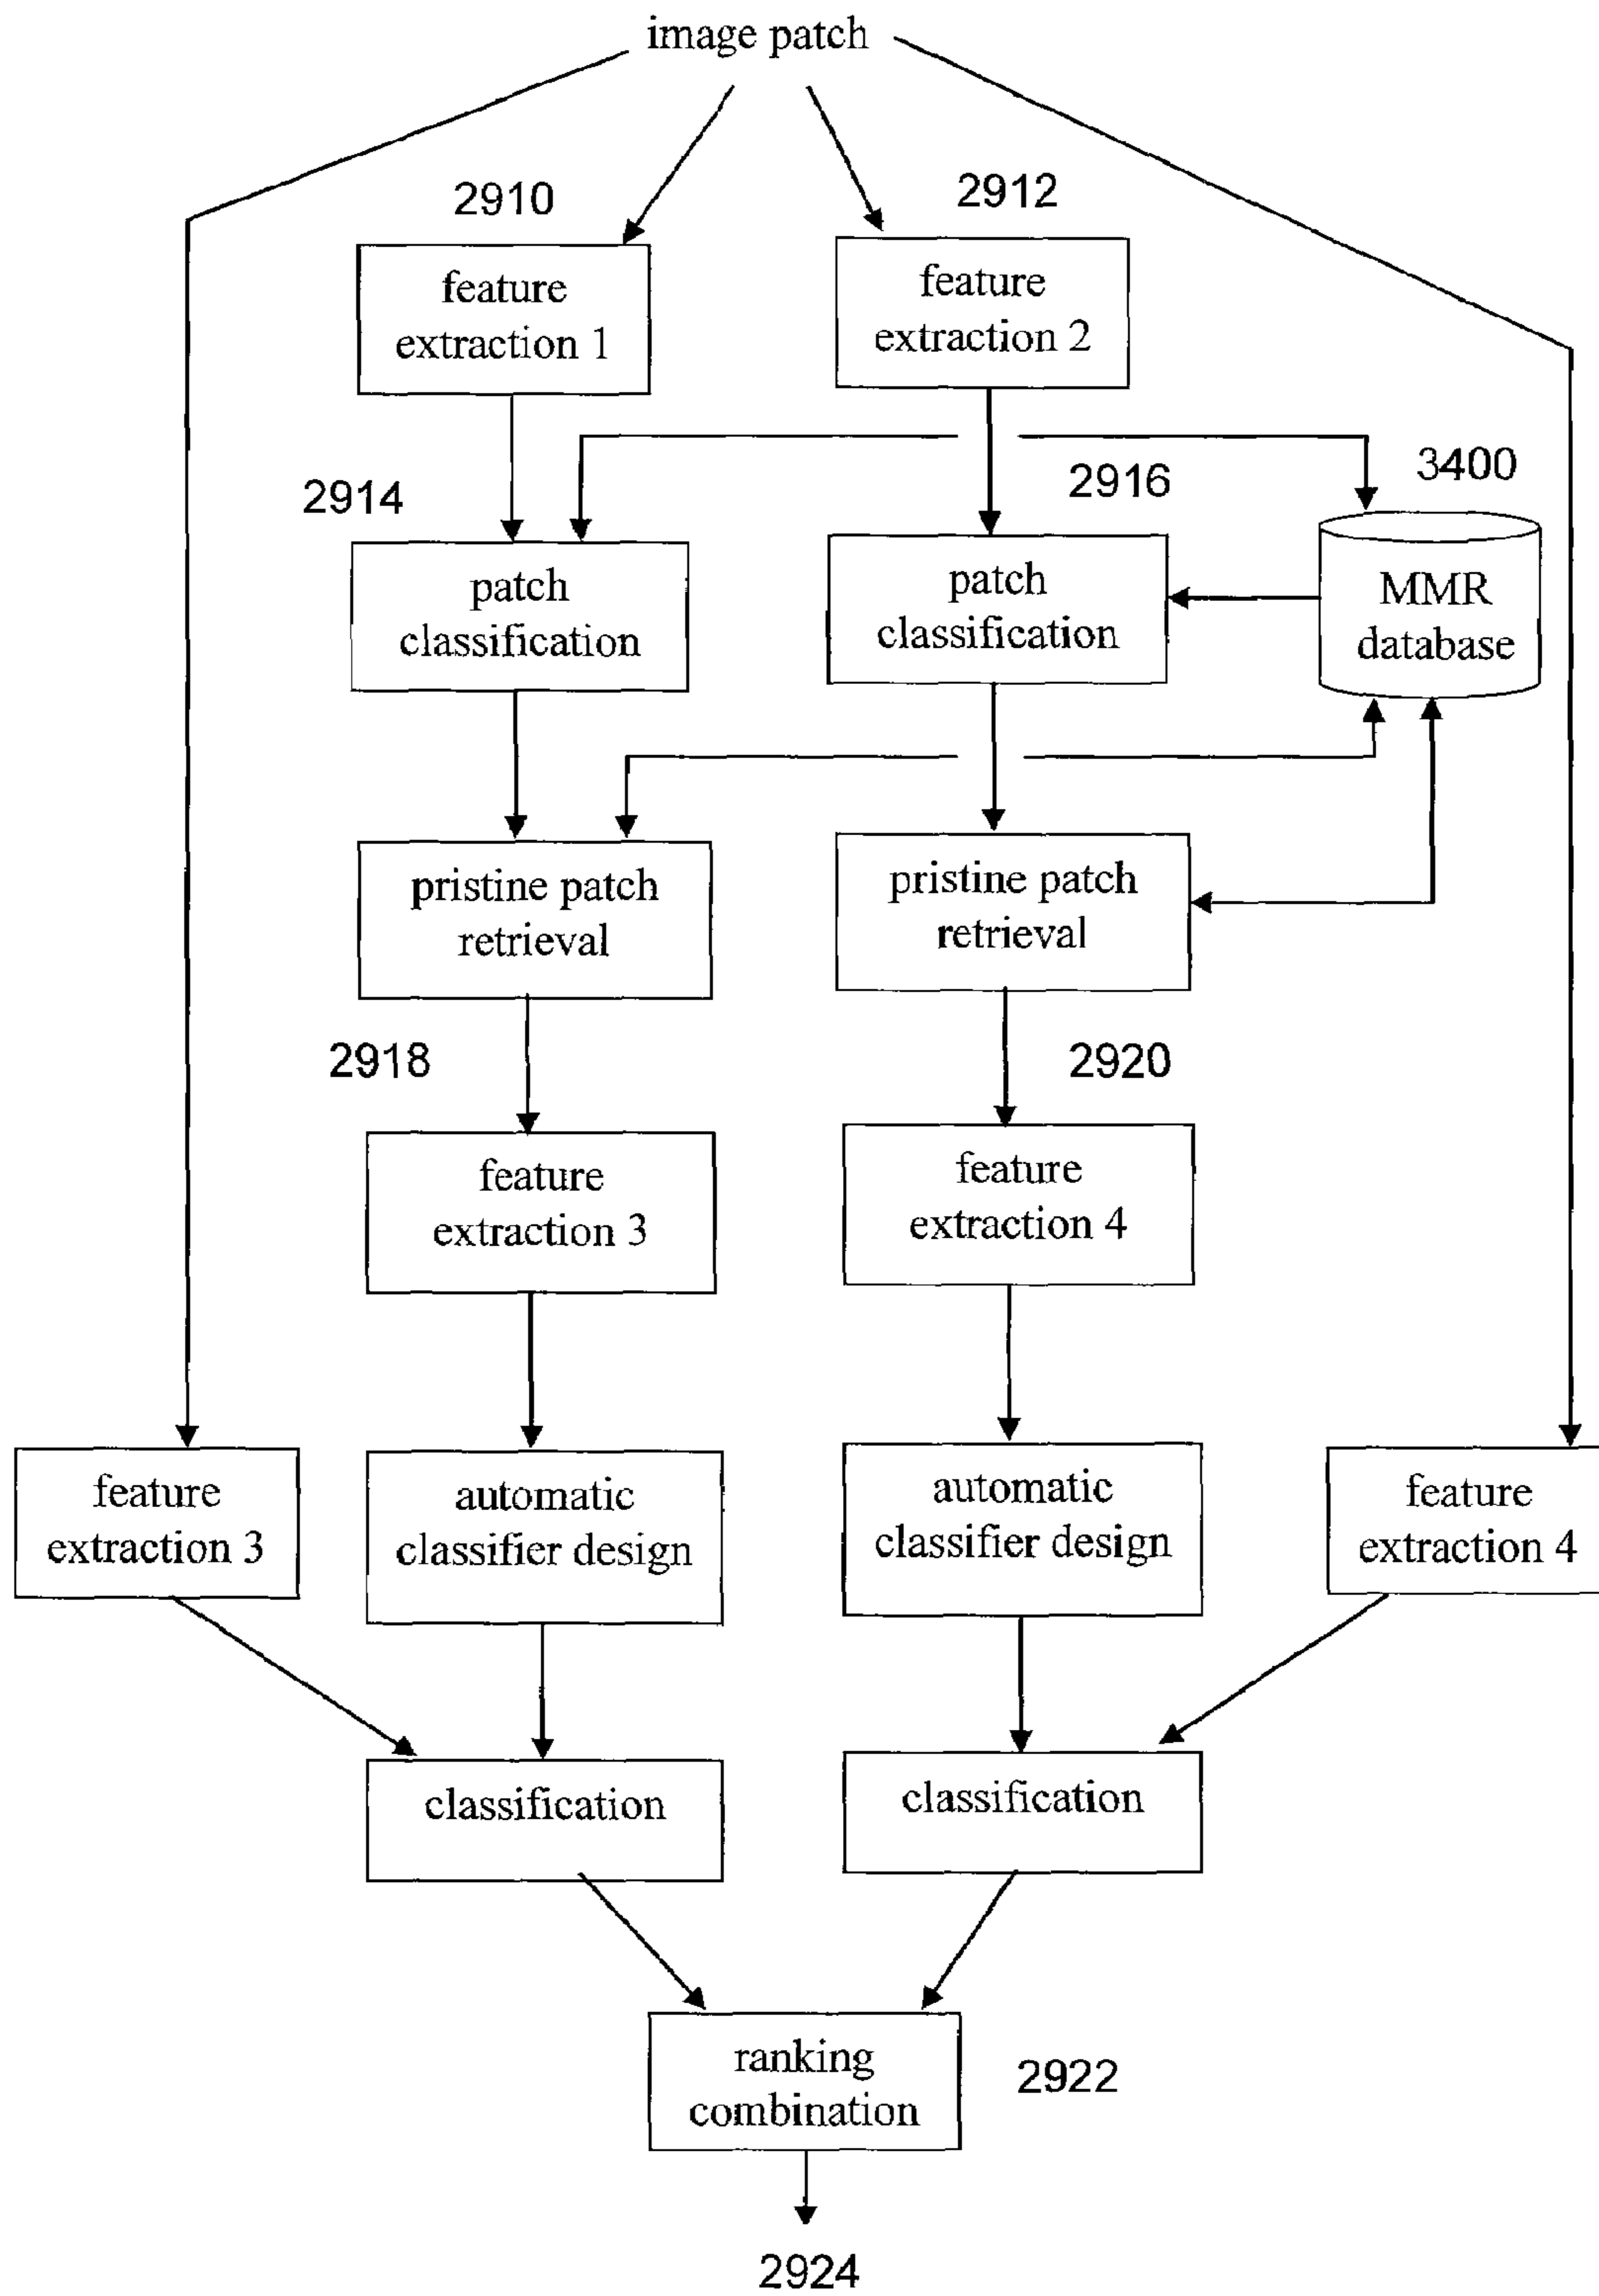 image patch
2910
2912
feature
extraction 1
feature
extraction 2
2914
2916
3400
patch
classification
patch
classification
MMR
database
pristine patch
retrieval
pristine patch
retrieval
2918
2920
feature
extraction 3
feature
extraction 4
feature
extraction 3
automatic
classifier design
automatic
classifier design
feature
extraction 4
classification
classification
ranking
combination
2922
2924